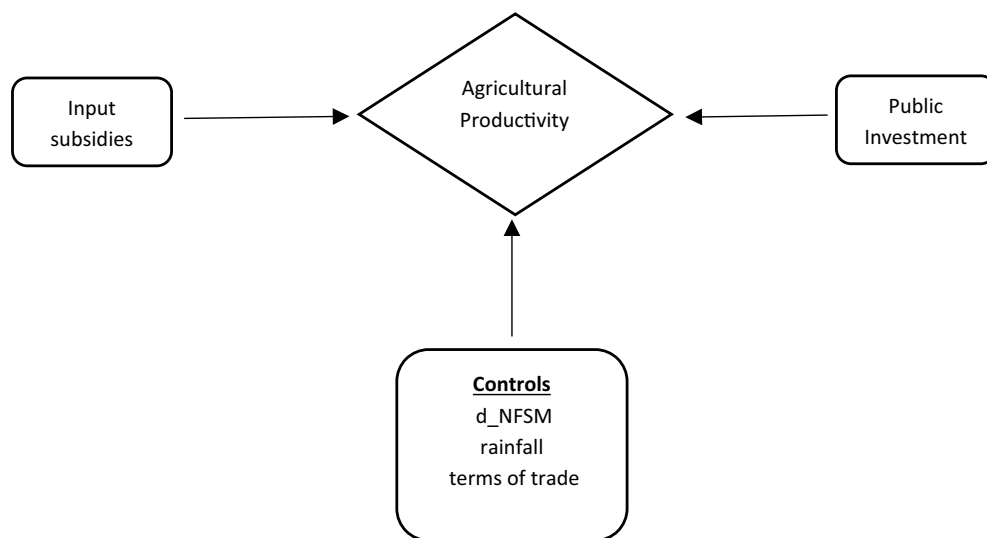 Agricultural
Productivity
Input
subsidies
Public
Investment
Controls
d_NFSM
rainfall
terms of trade